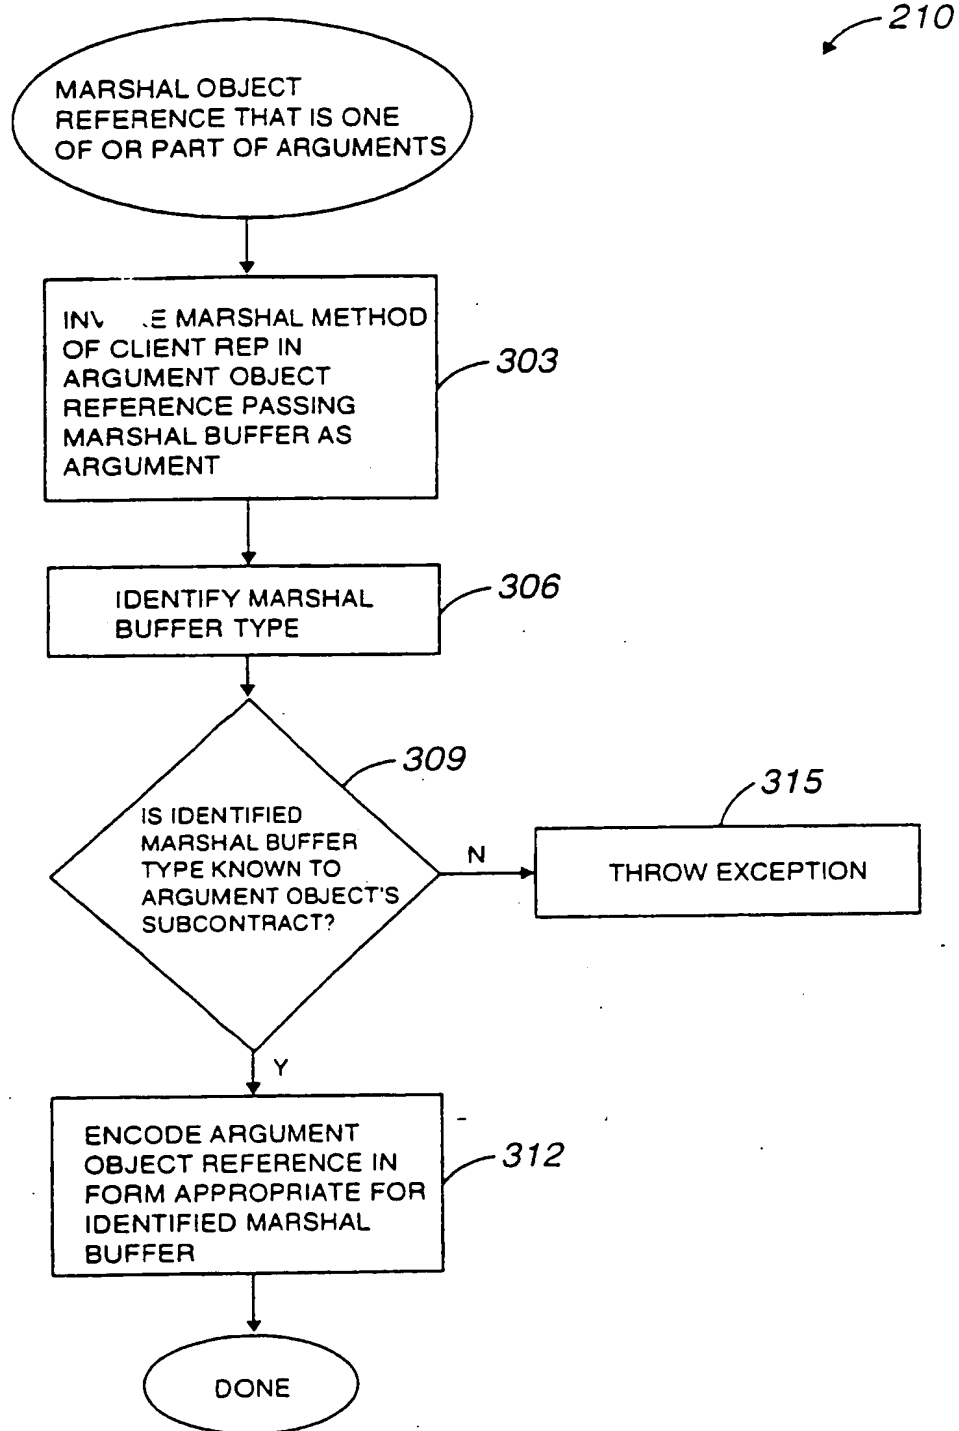 210
MARSHAL OBJECT
REFERENCE THAT IS ONE
OF OR PART OF ARGUMENTS
MARSHAL METHOD
OF CLIENT REP IN
ARGUMENT OBJECT
REFERENCE PASSING
MARSHAL BUFFER AS
ARGUMENT
303
IDENTIFY MARSHAL
BUFFER TYPE
306
IS IDENTIFIED
MARSHAL BUFFER
TYPE KNOWN TO
ARGUMENT OBJECT'S
SUBCONTRACT?
309
N
315
THROW EXCEPTION
Y
ENCODE ARGUMENT
OBJECT REFERENCE IN
FORM APPROPRIATE FOR
IDENTIFIED MARSHAL
BUFFER
312
DONE